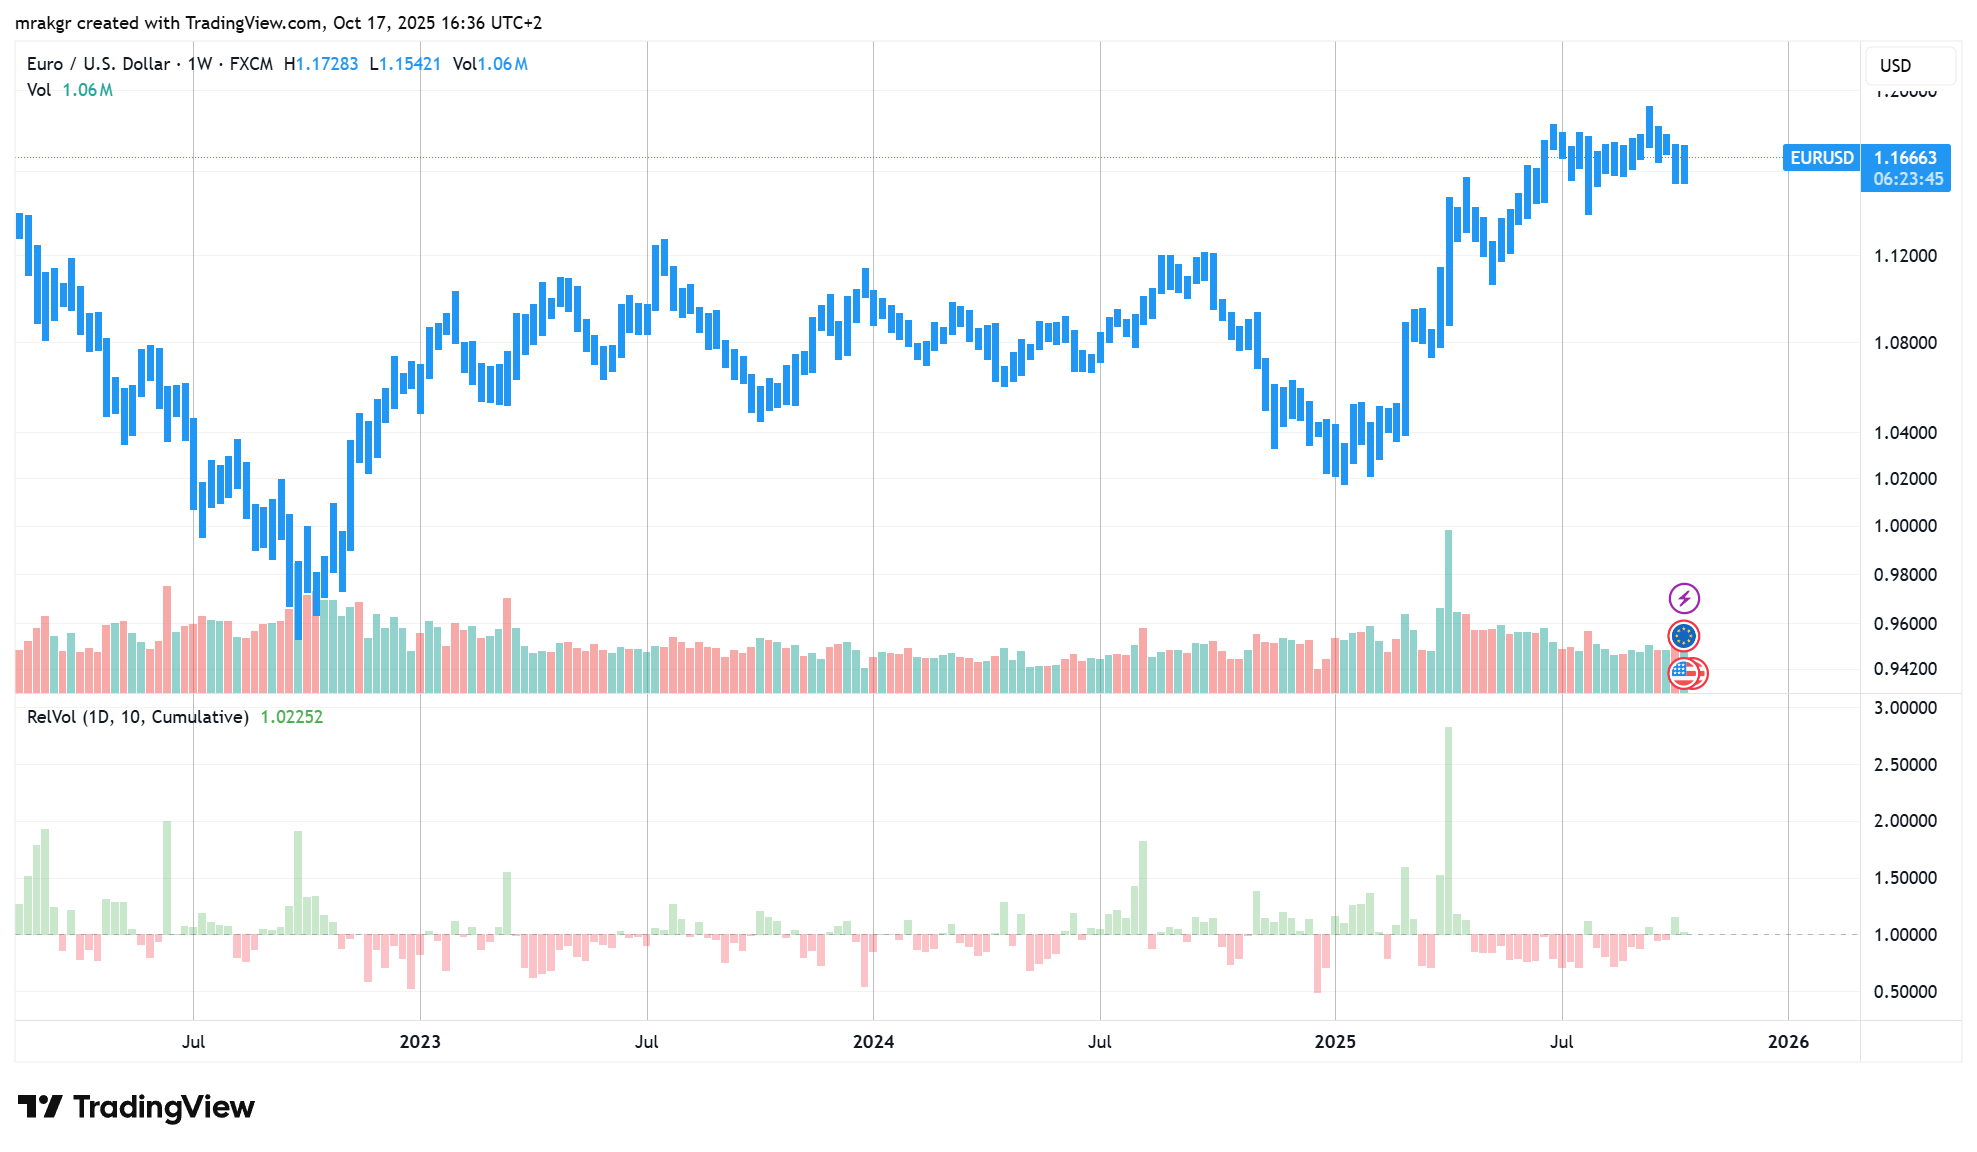 mrakgr created with TradingView.com, Oct 17, 2025 16:36 UTC+2
Euro / U.S. Dollar · 1W · FXCM H1.17283 L1.15421 Vol1.06M
Vol 1.06M
USD
1.20000
EURUSD 1.16663
06:23:45
1.12000
1.08000
1.04000
1.02000
1.00000
0.98000
0.96000
0.94200
RelVol (1D, 10, Cumulative) 1.02252
3.00000
2.50000
2.00000
1.50000
1.00000
0.50000
Jul 2023 Jul 2024 Jul 2025 Jul 2026
TradingView